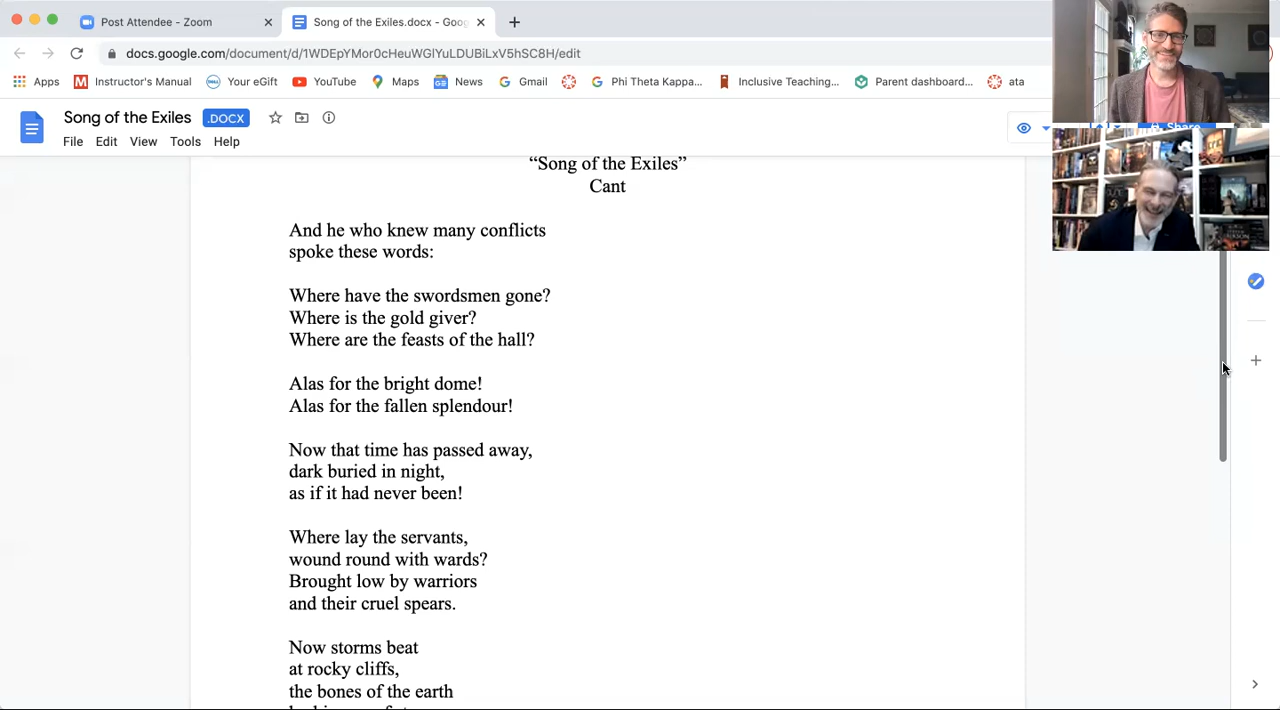 Post Attendee - Zoom
Song of the Exiles.docx - Goo
docs.google.com/document/d/1WDEpYMor0cHeuWGlYuLDUBiLxV5hSC8H/edit
Apps
Instructor's Manual
Your eGift
YouTube
Maps
News
Gmail
Phi Theta Kappa...
Inclusive Teaching...
Parent dashboard...
ata
Song of the Exiles
.DOCX
Share
File Edit View Tools Help
“Song of the Exiles”
Cant
And he who knew many conflicts
spoke these words:
Where have the swordsmen gone?
Where is the gold giver?
Where are the feasts of the hall?
Alas for the bright dome!
Alas for the fallen splendour!
Now that time has passed away,
dark buried in night,
as if it had never been!
Where lay the servants,
wound round with wards?
Brought low by warriors
and their cruel spears.
Now storms beat
at rocky cliffs,
the bones of the earth